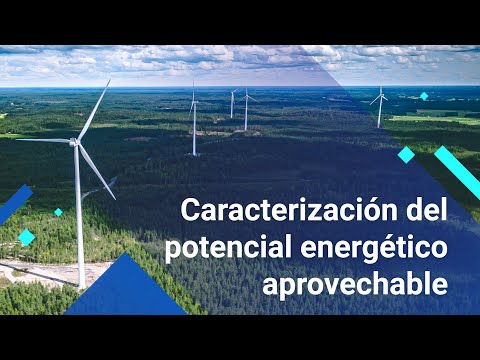 Caracterización del
potencial energético
aprovechable